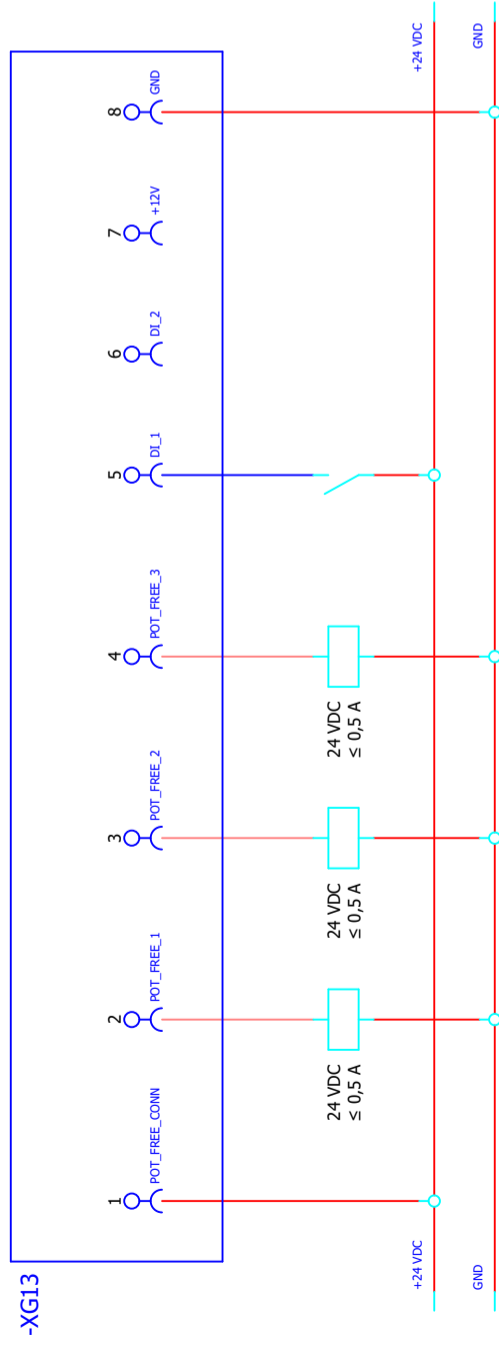 -XG13
1
POT_FREE_CONN
2
POT_FREE_1
3
POT_FREE_2
4
POT_FREE_3
5
DI_1
6
DI_2
7
+12V
8
GND
24 VDC
≤ 0,5 A
24 VDC
≤ 0,5 A
24 VDC
≤ 0,5 A
+24 VDC
+24 VDC
GND
GND